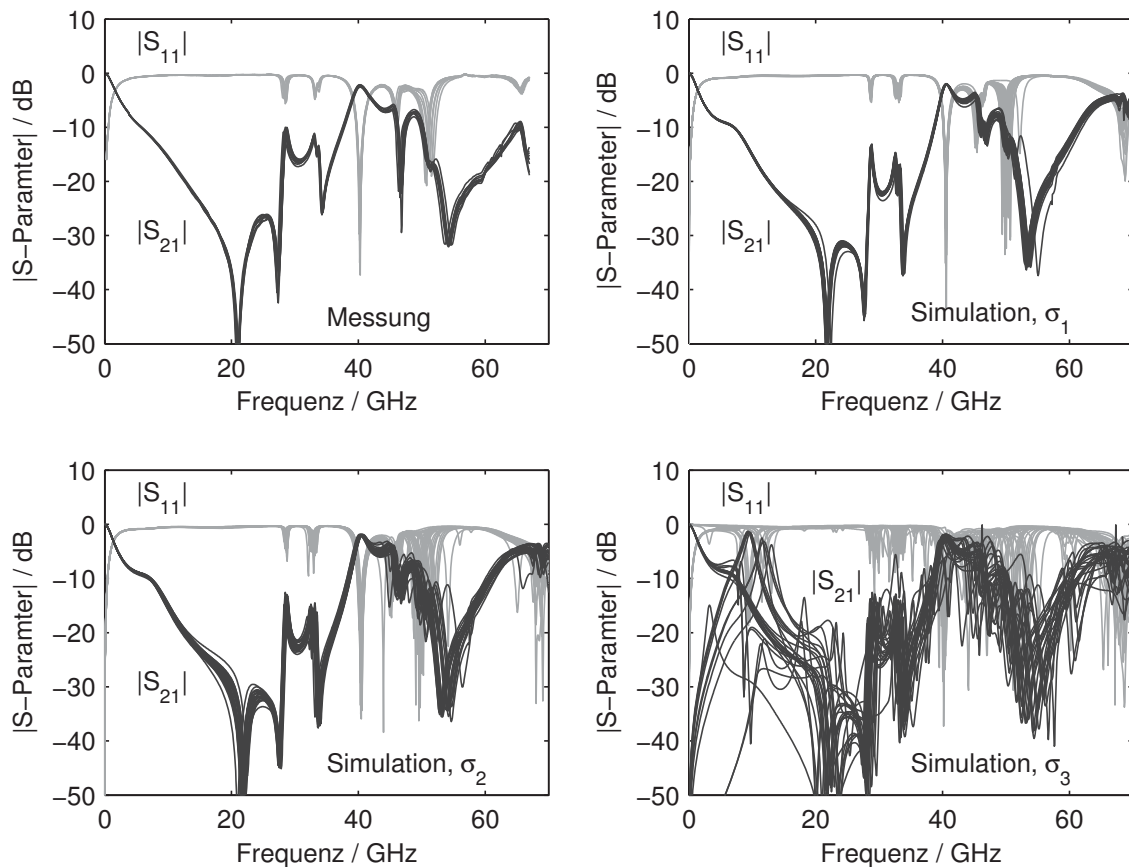 10
0
−10
−20
−30
−40
−50
|S−Paramter| / dB
|S11|
|S21|
Messung
0 20 40 60
Frequenz / GHz
10
0
−10
−20
−30
−40
−50
|S−Parameter| / dB
|S11|
|S21|
Simulation, σ1
0 20 40 60
Frequenz / GHz
10
0
−10
−20
−30
−40
−50
|S−Paramter| / dB
|S11|
|S21|
Simulation, σ2
0 20 40 60
Frequenz / GHz
10
0
−10
−20
−30
−40
−50
|S−Paramter| / dB
|S11|
|S21|
Simulation, σ3
0 20 40 60
Frequenz / GHz